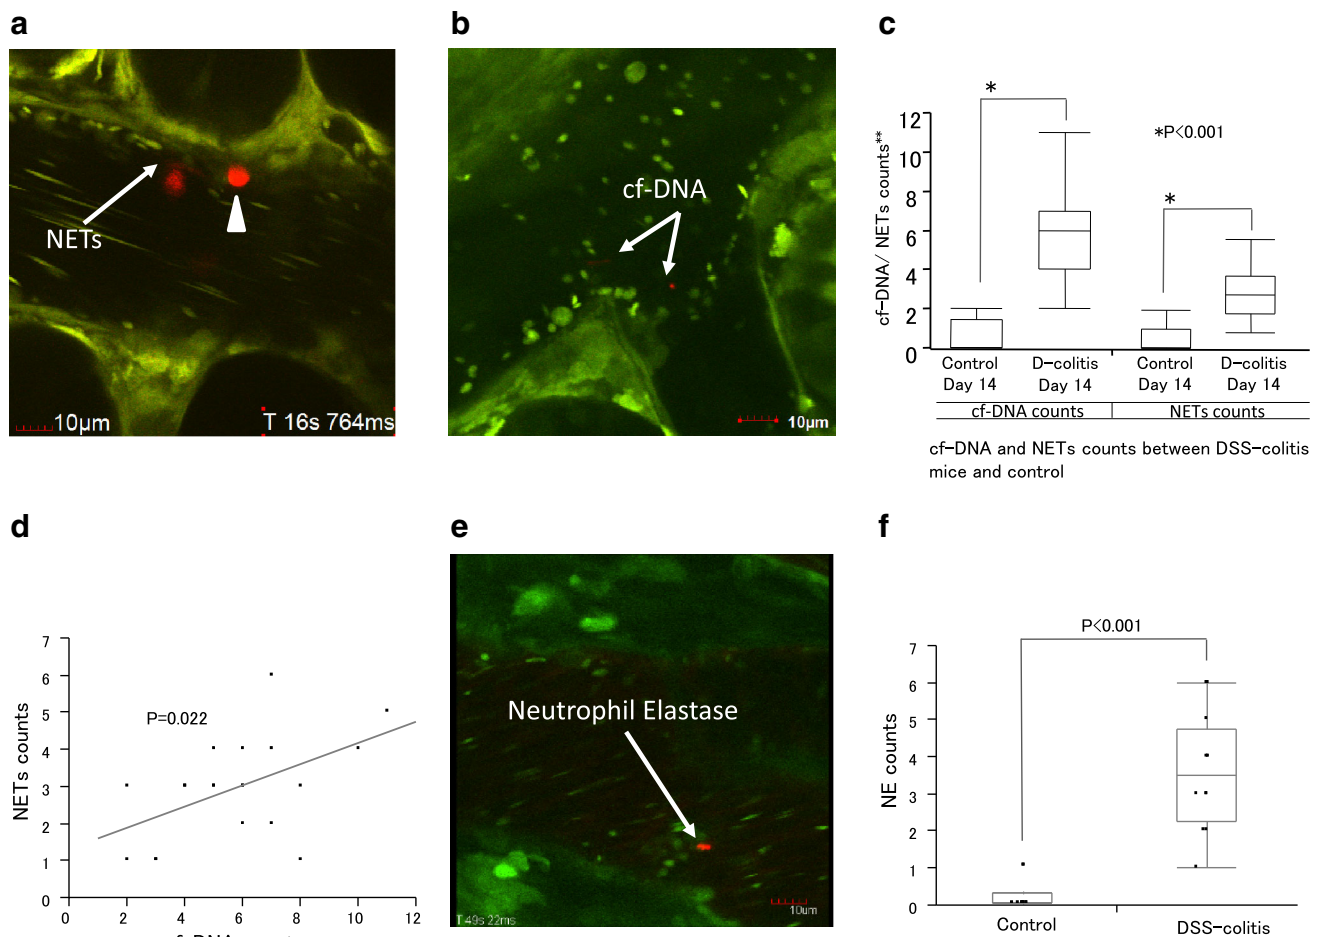 a
NETs
10µm
T 16s 764ms
b
cf-DNA
10µm
c
cf-DNA/ NETs counts**
12
10
8
6
4
2
0
*
*P<0.001
*
Control Day 14
D-colitis Day 14
Control Day 14
D-colitis Day 14
cf-DNA counts
NETs counts
cf-DNA and NETs counts between DSS-colitis
mice and control
d
NETs counts
7
6
5
4
3
2
1
0
P=0.022
0 2 4 6 8 10 12
e
Neutrophil Elastase
T 49s 22ms
10um
f
NE counts
7
6
5
4
3
2
1
0
P<0.001
Control
DSS-colitis